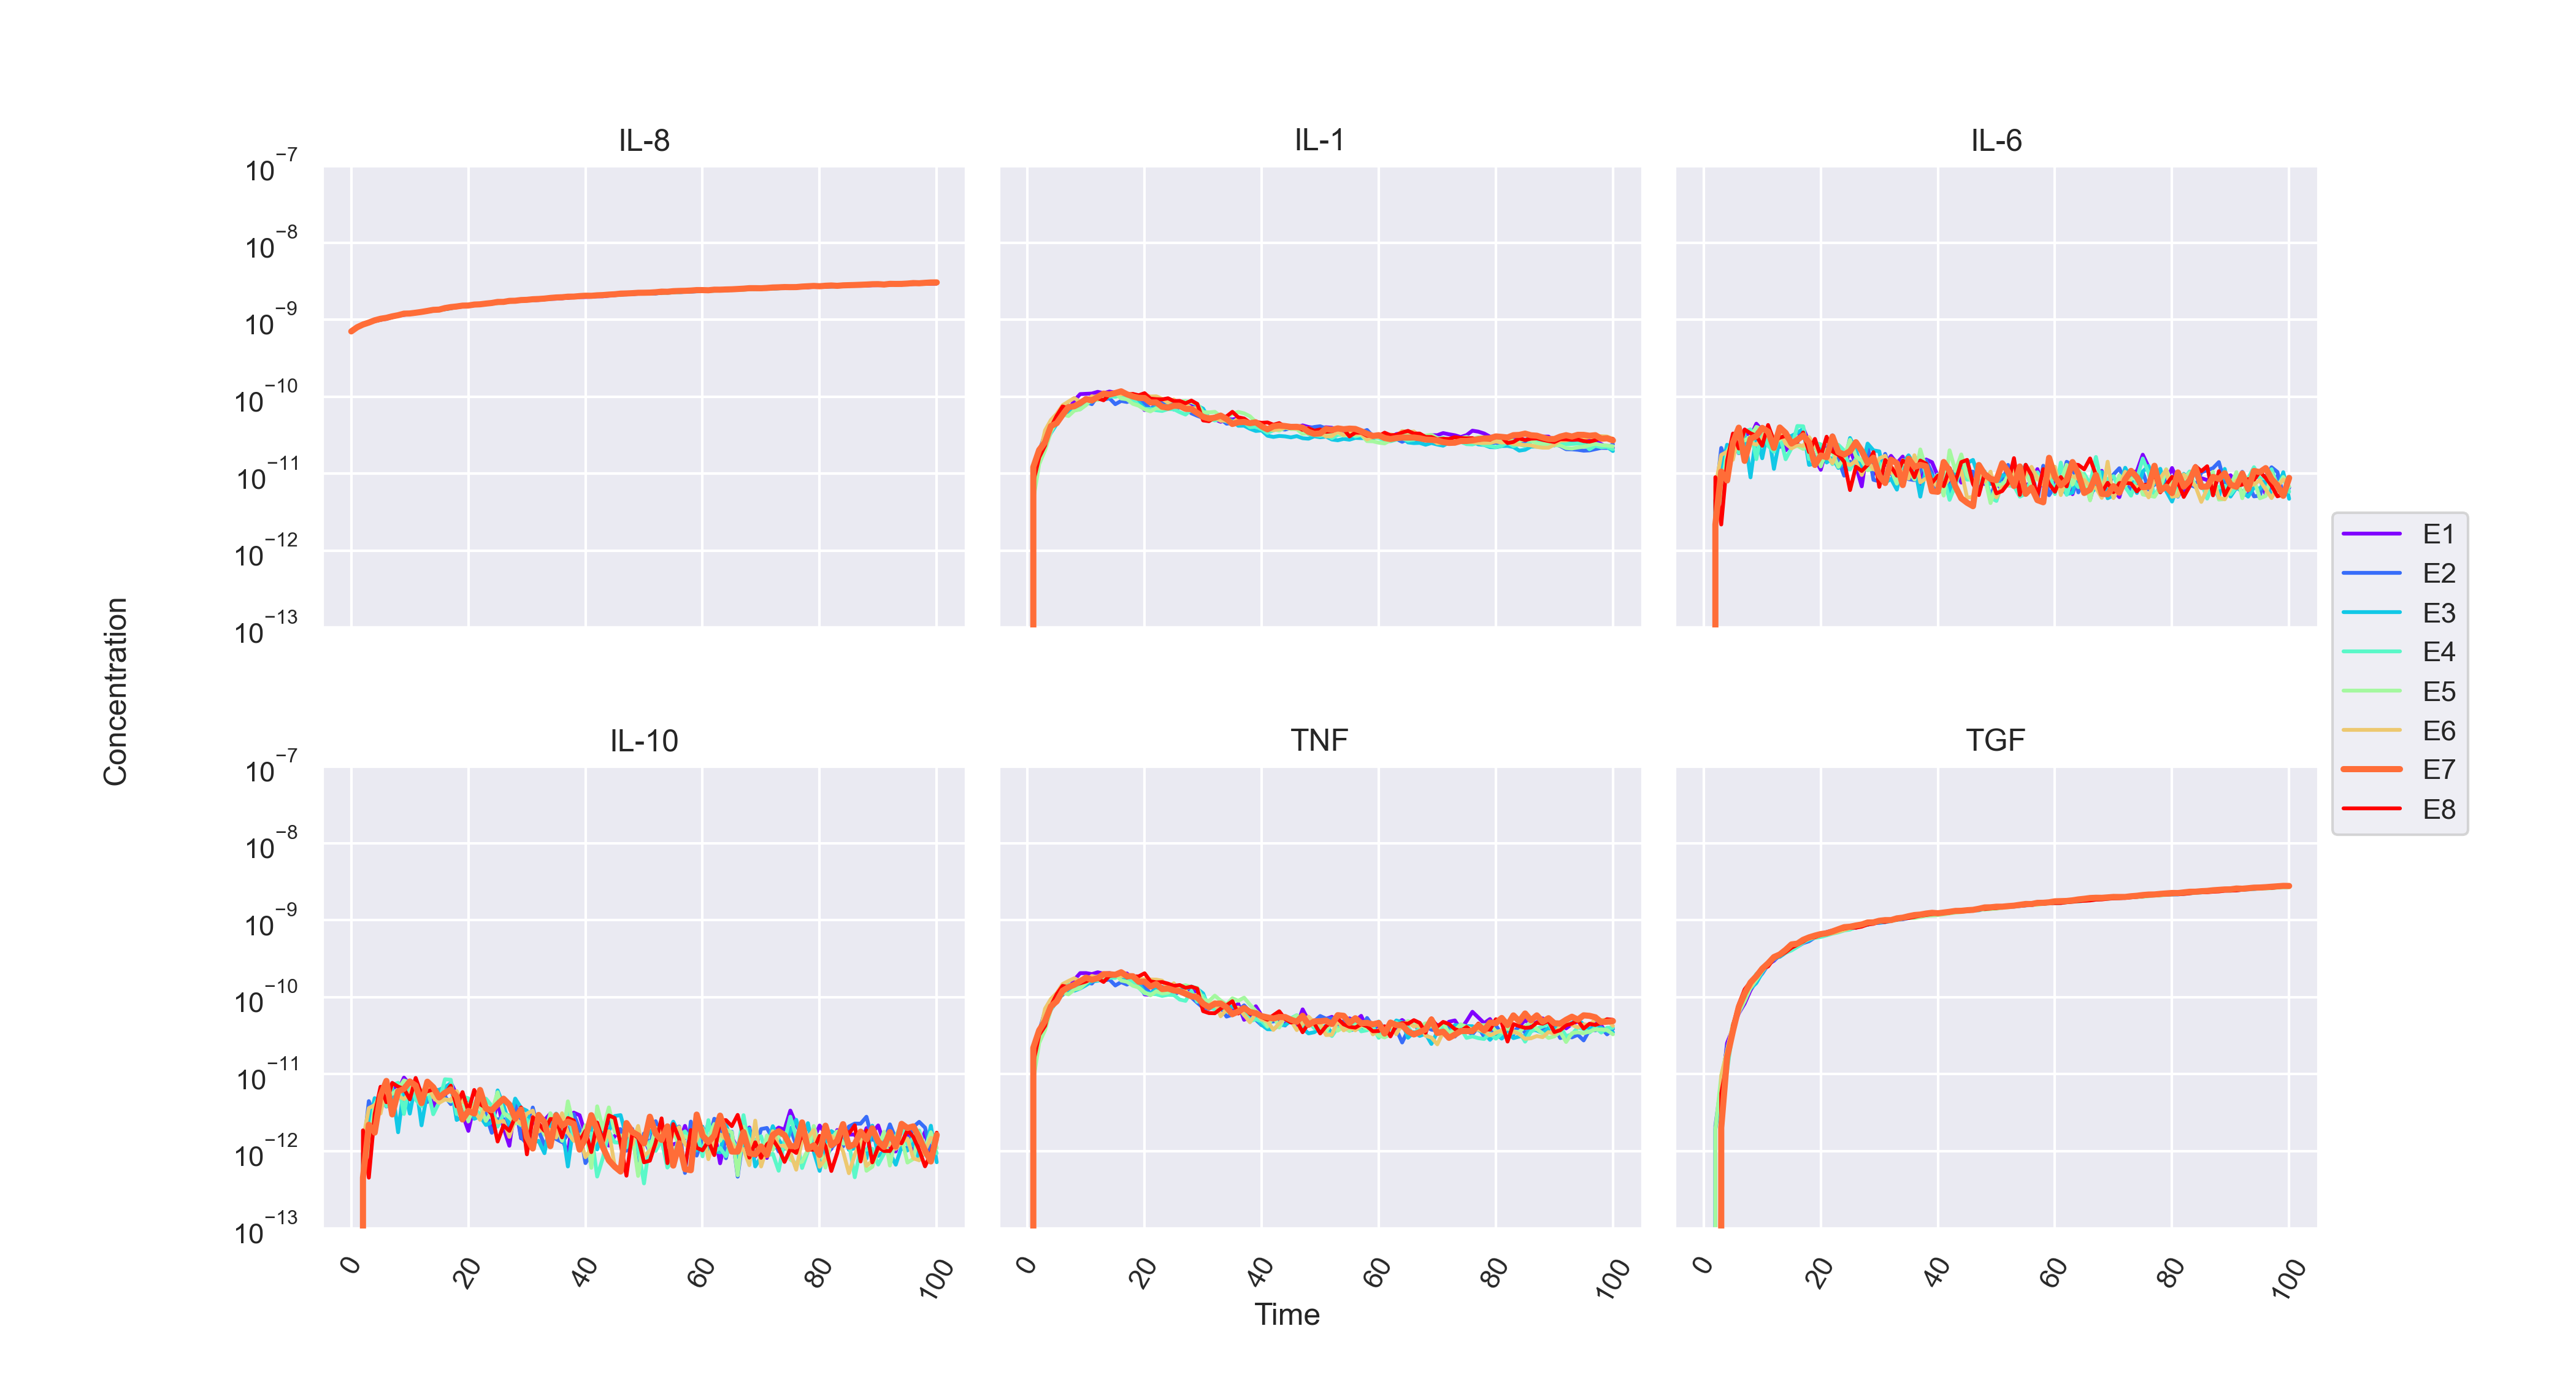 IL-8
IL-1
IL-6
10⁻⁷
10⁻⁸
10⁻⁹
10⁻¹⁰
10⁻¹¹
10⁻¹²
10⁻¹³
Concentration
E1
E2
E3
E4
E5
E6
E7
E8
IL-10
TNF
TGF
10⁻⁷
10⁻⁸
10⁻⁹
10⁻¹⁰
10⁻¹¹
10⁻¹²
10⁻¹³
0 20 40 60 80 100
0 20 40 60 80 100
0 20 40 60 80 100
Time